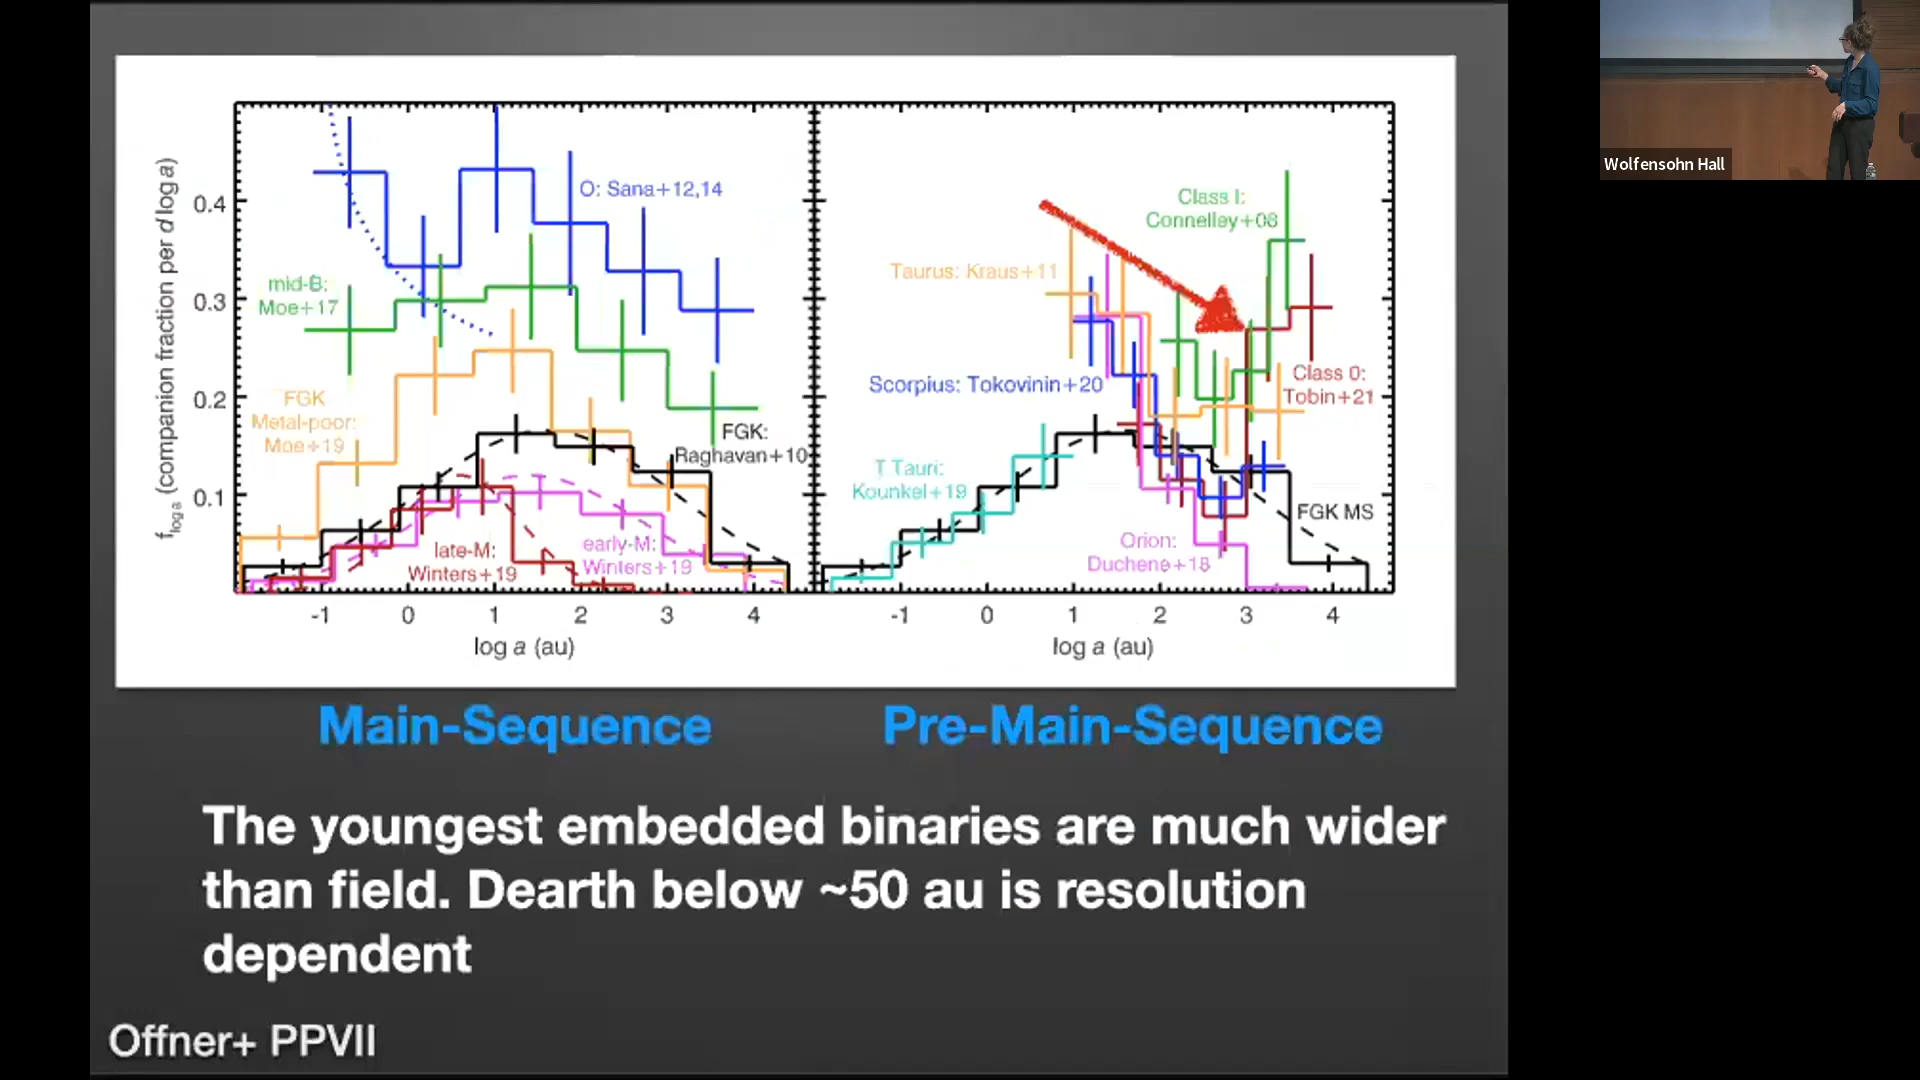 f_log a (companion fraction per d log a)
0.4
0.3
0.2
0.1
O: Sana+12,14
mid-B:
Moe+17
FGK
Metal-poor:
Moe+19
FGK:
Raghavan+10
late-M:
Winters+19
early-M:
Winters+19
-1 0 1 2 3 4
log a (au)
Class I:
Connelley+08
Taurus: Kraus+11
Scorpius: Tokovinin+20
Class 0:
Tobin+21
T Tauri:
Kounkel+19
FGK MS
Orion:
Duchene+18
-1 0 1 2 3 4
log a (au)
Main-Sequence
Pre-Main-Sequence
The youngest embedded binaries are much wider
than field. Dearth below ~50 au is resolution
dependent
Offner+ PPVII
Wolfensohn Hall